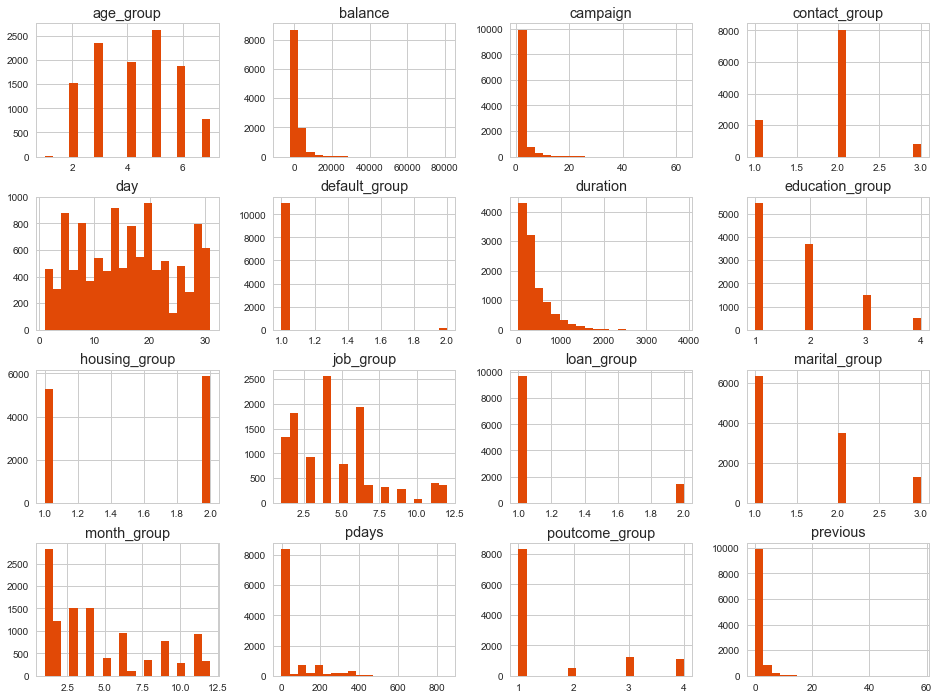 age_group
2500
2000
1500
1000
500
0
2 4 6
balance
8000
6000
4000
2000
0
0 20000 40000 60000 80000
campaign
10000
8000
6000
4000
2000
0
0 20 40 60
contact_group
8000
6000
4000
2000
0
1.0 1.5 2.0 2.5 3.0
day
1000
800
600
400
200
0
0 10 20 30
default_group
10000
8000
6000
4000
2000
0
1.0 1.2 1.4 1.6 1.8 2.0
duration
4000
3000
2000
1000
0
0 1000 2000 3000 4000
education_group
5000
4000
3000
2000
1000
0
1 2 3 4
housing_group
6000
4000
2000
0
1.0 1.2 1.4 1.6 1.8 2.0
job_group
2500
2000
1500
1000
500
0
2.5 5.0 7.5 10.0 12.5
loan_group
10000
8000
6000
4000
2000
0
1.0 1.2 1.4 1.6 1.8 2.0
marital_group
6000
4000
2000
0
1.0 1.5 2.0 2.5 3.0
month_group
2500
2000
1500
1000
500
0
2.5 5.0 7.5 10.0 12.5
pdays
8000
6000
4000
2000
0
0 200 400 600 800
poutcome_group
8000
6000
4000
2000
0
1 2 3 4
previous
10000
8000
6000
4000
2000
0
0 20 40 60